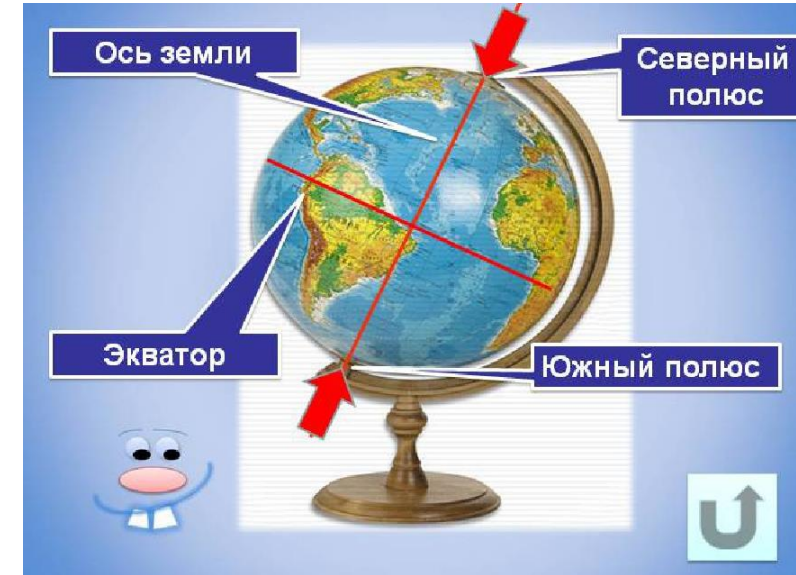 Ось земли
Северный
полюс
Экватор
Южный полюс